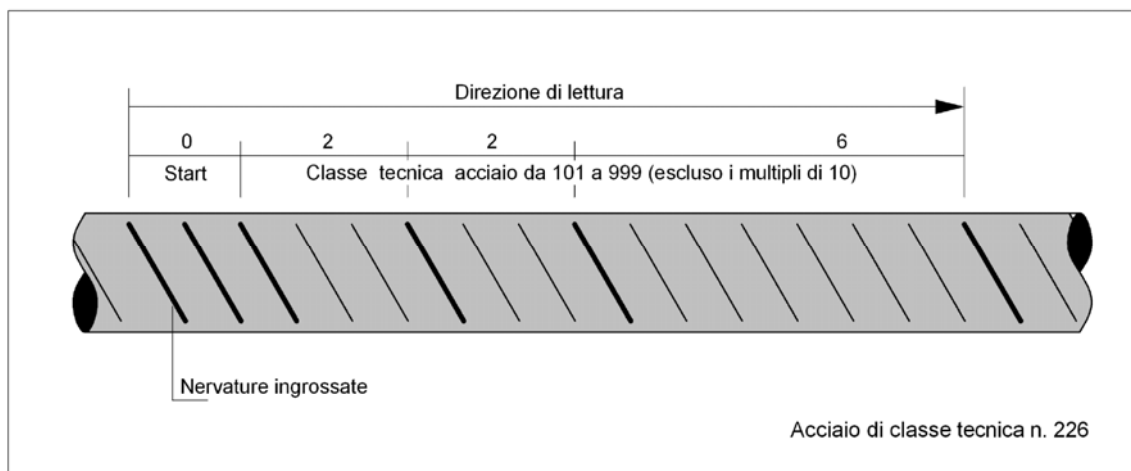 Direzione di lettura
0 2 2 6
Start Classe tecnica acciaio da 101 a 999 (escluso i multipli di 10)
Nervature ingrossate
Acciaio di classe tecnica n. 226